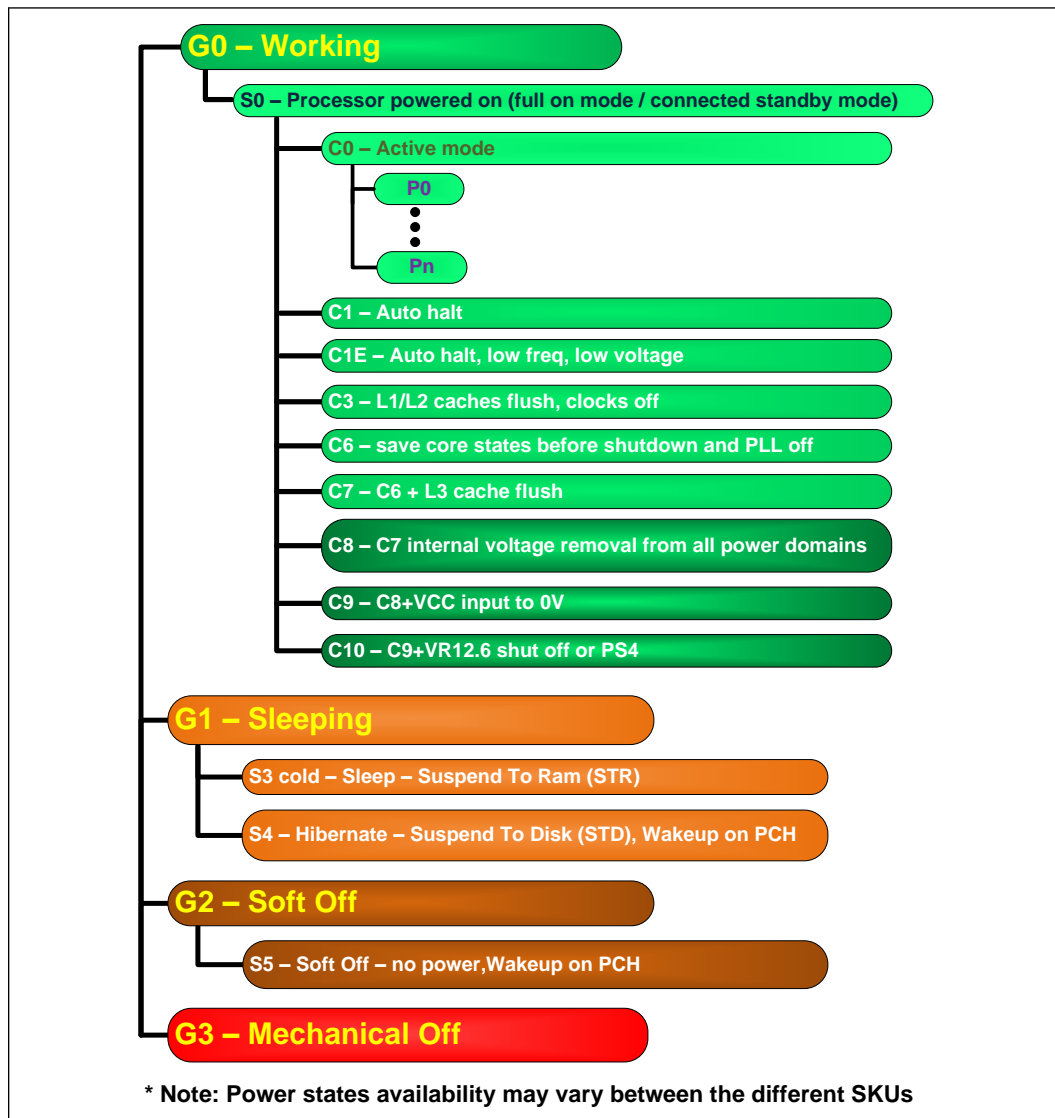 G0 – Working
S0 – Processor powered on (full on mode / connected standby mode)
C0 – Active mode
P0
Pn
C1 – Auto halt
C1E – Auto halt, low freq, low voltage
C3 – L1/L2 caches flush, clocks off
C6 – save core states before shutdown and PLL off
C7 – C6 + L3 cache flush
C8 – C7 internal voltage removal from all power domains
C9 – C8+VCC input to 0V
C10 – C9+VR12.6 shut off or PS4
G1 – Sleeping
S3 cold – Sleep – Suspend To Ram (STR)
S4 – Hibernate – Suspend To Disk (STD), Wakeup on PCH
G2 – Soft Off
S5 – Soft Off – no power,Wakeup on PCH
G3 – Mechanical Off
* Note: Power states availability may vary between the different SKUs